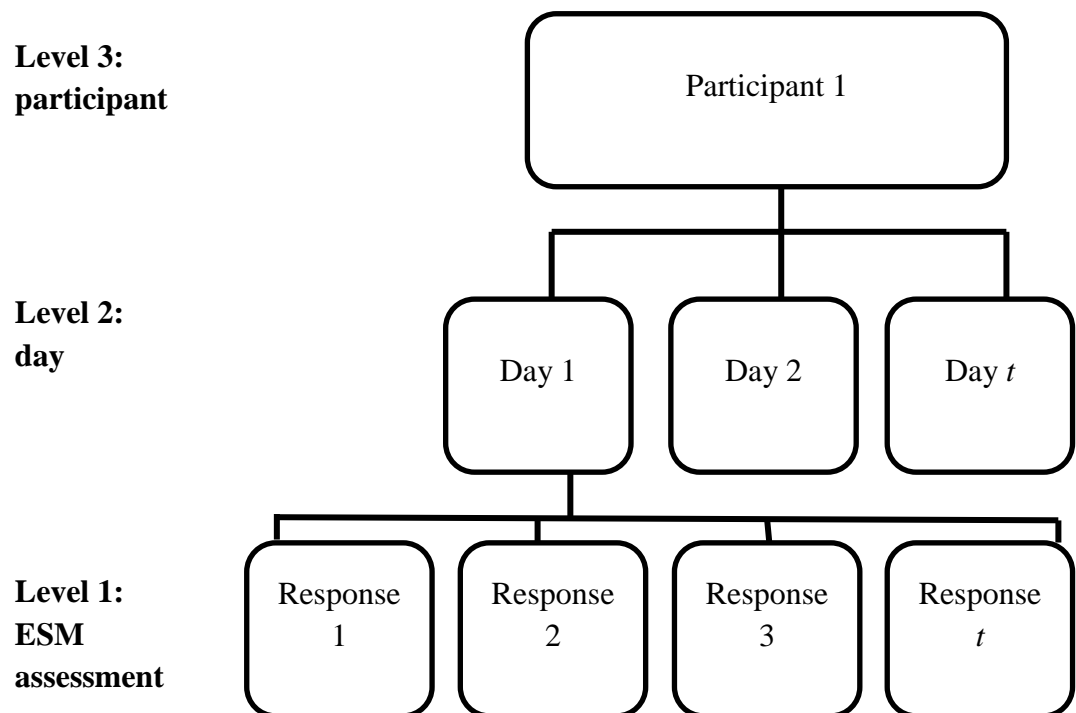 Level 3:
participant
Participant 1
Level 2:
day
Day 1
Day 2
Day t
Level 1:
ESM
assessment
Response
1
Response
2
Response
3
Response
t